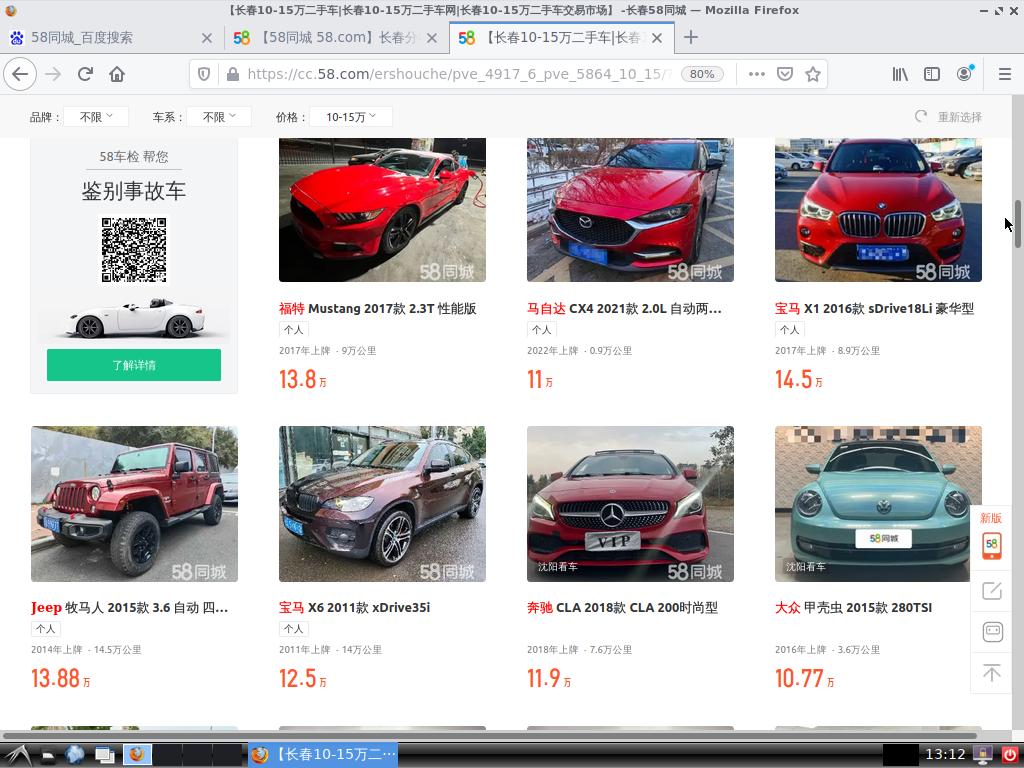 【长春10-15万二手车|长春10-15万二手车网|长春10-15万二手车交易市场】 -长春58同城 — Mozilla Firefox
58同城_百度搜索
【58同城 58.com】长春分
【长春10-15万二手车|长春
https://cc.58.com/ershouche/pve_4917_6_pve_5864_10_15/
80%
品牌：
不限
车系：
不限
价格：
10-15万
重新选择
58车检 帮您
鉴别事故车
了解详情
58同城
58同城
58同城
福特 Mustang 2017款 2.3T 性能版
个人
2017年上牌 · 9万公里
13.8 万
马自达 CX4 2021款 2.0L 自动两...
个人
2022年上牌 · 0.9万公里
11 万
宝马 X1 2016款 sDrive18Li 豪华型
个人
2017年上牌 · 8.9万公里
14.5 万
58同城
58同城
VIP
沈阳看车
58同城
58同城
沈阳看车
Jeep 牧马人 2015款 3.6 自动 四...
个人
2014年上牌 · 14.5万公里
13.88 万
宝马 X6 2011款 xDrive35i
个人
2011年上牌 · 14万公里
12.5 万
奔驰 CLA 2018款 CLA 200时尚型
2018年上牌 · 7.6万公里
11.9 万
大众 甲壳虫 2015款 280TSI
2016年上牌 · 3.6万公里
10.77 万
新版
58
【长春10-15万二...
13:12